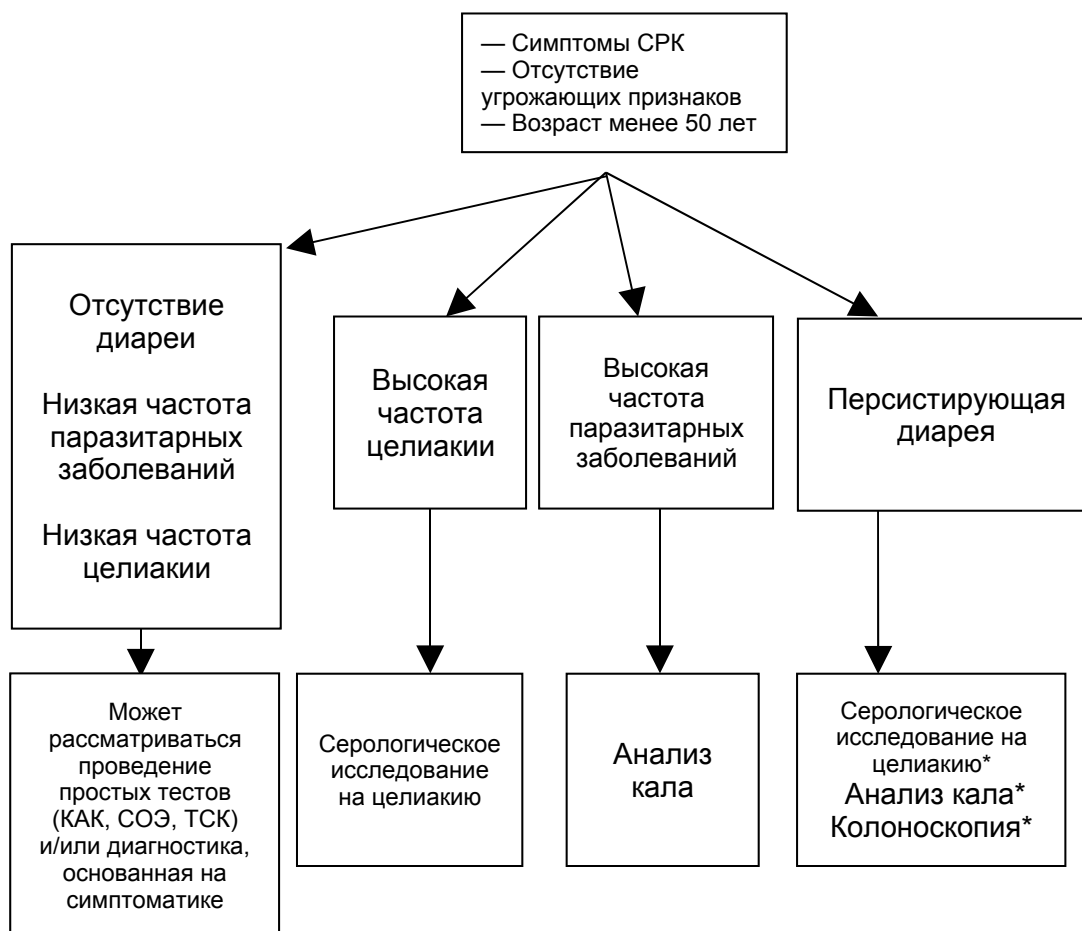 — Симптомы СРК
— Отсутствие
угрожающих признаков
— Возраст менее 50 лет
Отсутствие
диареи
Низкая частота
паразитарных
заболеваний
Низкая частота
целиакии
Высокая
частота
целиакии
Высокая
частота
паразитарных
заболеваний
Персистирующая
диарея
Может
рассматриваться
проведение
простых тестов
(КАК, СОЭ, ТСК)
и/или диагностика,
основанная на
симптоматике
Серологическое
исследование
на целиакию
Анализ
кала
Серологическое
исследование на
целиакию*
Анализ кала*
Колоноскопия*